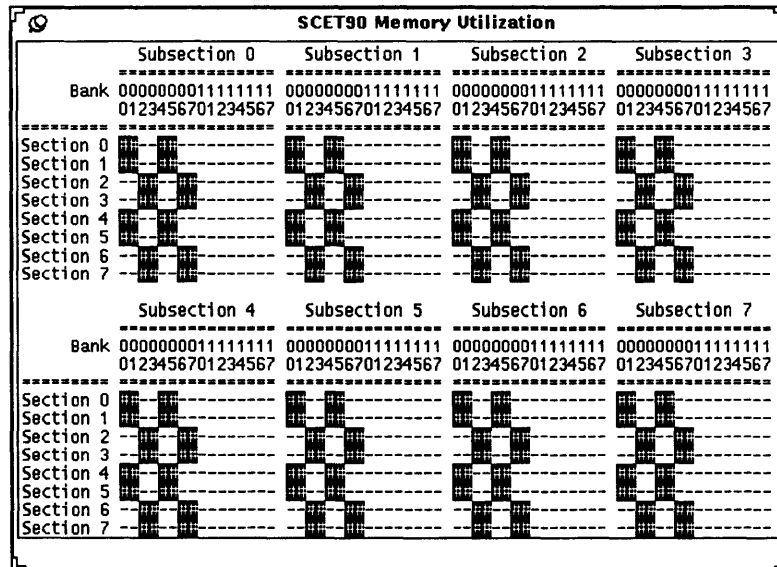 SCET90 Memory Utilization
Subsection 0 Subsection 1 Subsection 2 Subsection 3
================ ================ ================ ================
Bank 0000000011111111 0000000011111111 0000000011111111 0000000011111111
0123456701234567 0123456701234567 0123456701234567 0123456701234567
========= ================ ================ ================ ================
Section 0
Section 1
Section 2
Section 3
Section 4
Section 5
Section 6
Section 7
Subsection 4 Subsection 5 Subsection 6 Subsection 7
================ ================ ================ ================
Bank 0000000011111111 0000000011111111 0000000011111111 0000000011111111
0123456701234567 0123456701234567 0123456701234567 0123456701234567
========= ================ ================ ================ ================
Section 0
Section 1
Section 2
Section 3
Section 4
Section 5
Section 6
Section 7